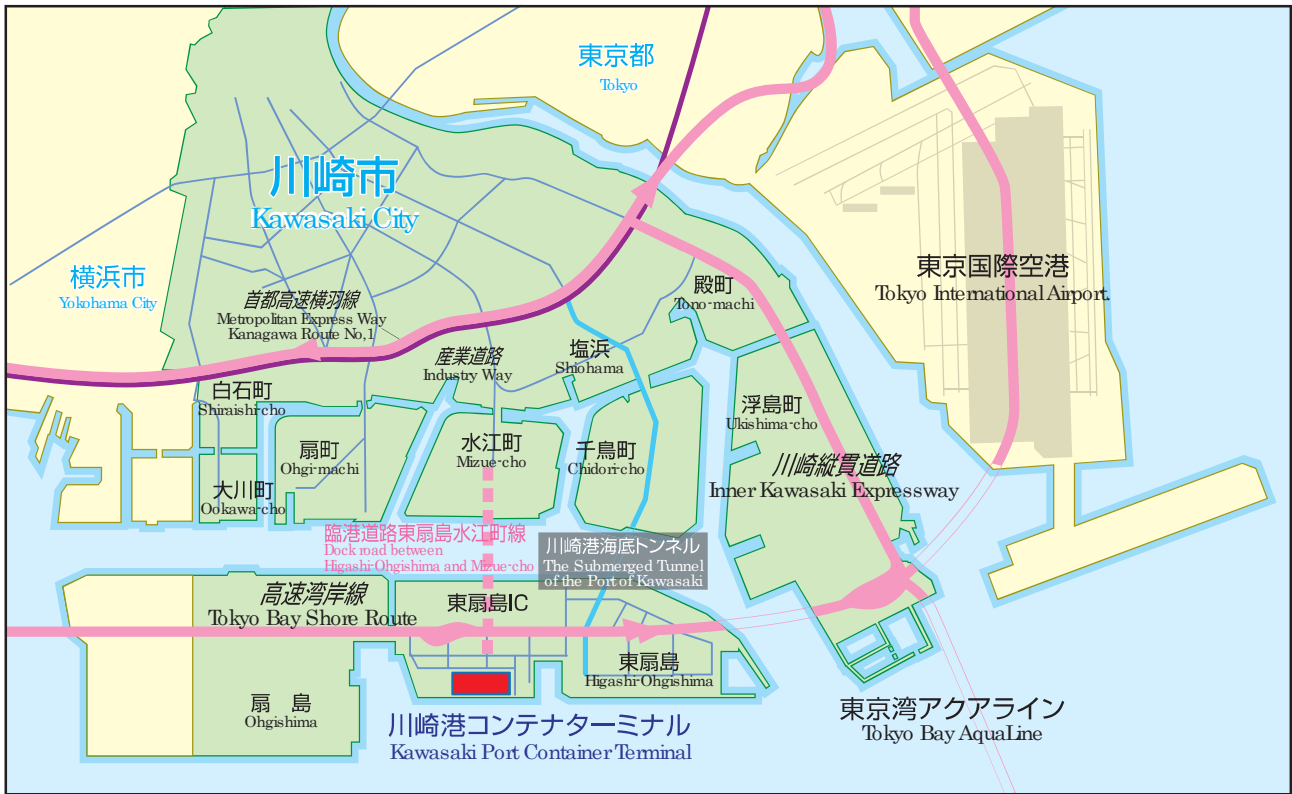 東京都
Tokyo
川崎市
Kawasaki City
横浜市
Yokohama City
東京国際空港
Tokyo International Airport.
殿町
Tono-machi
首都高速横羽線
Metropolitan Express Way
Kanagawa Route No,1
産業道路
Industry Way
塩浜
Shiohama
白石町
Shiraishi-cho
浮島町
Ukishima-cho
扇町
Ohgi-machi
水江町
Mizue-cho
千鳥町
Chidori-cho
川崎縦貫道路
Inner Kawasaki Expressway
大川町
Ookawa-cho
臨港道路東扇島水江町線
Dock road between
Higashi-Ohgishima and Mizue-cho
川崎港海底トンネル
The Submerged Tunnel
of the Port of Kawasaki
高速湾岸線
Tokyo Bay Shore Route
東扇島IC
東扇島
Higashi-Ohgishima
扇 島
Ohgishima
川崎港コンテナターミナル
Kawasaki Port Container Terminal
東京湾アクアライン
Tokyo Bay AquaLine